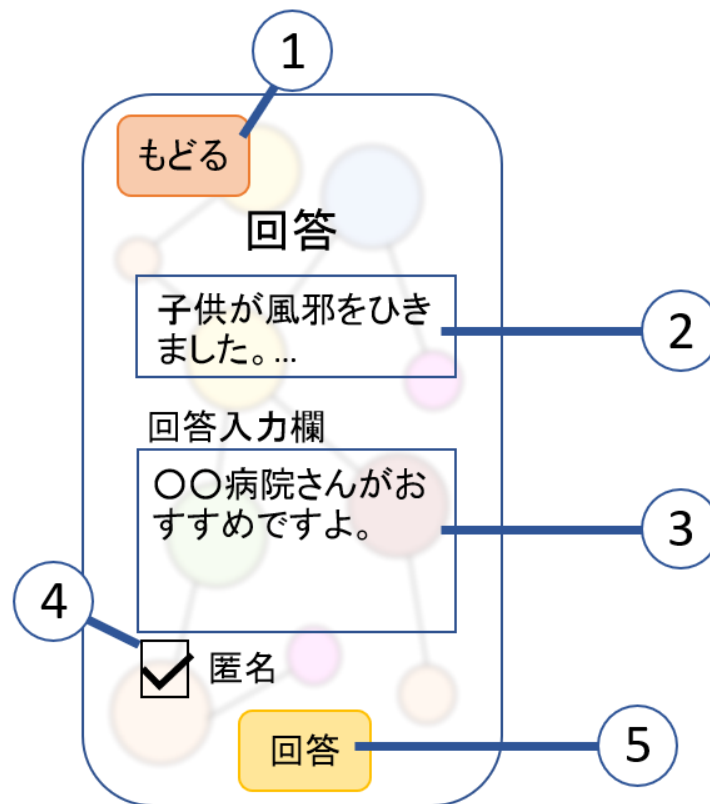 1
もどる
回答
子供が風邪をひき
ました。...
2
回答入力欄
〇〇病院さんがお
すすめですよ。
3
4
匿名
回答
5